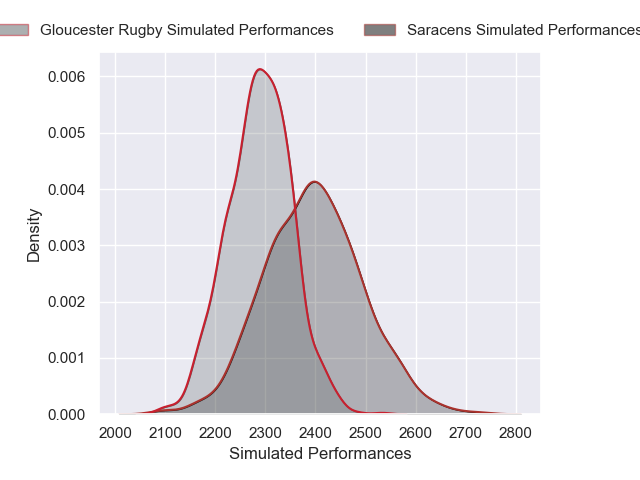 Gloucester Rugby Simulated Performances Saracens Simulated Performances
0.006
0.005
0.004
0.003
0.002
0.001
0.000
Density
2000 2100 2200 2300 2400 2500 2600 2700 2800
Simulated Performances